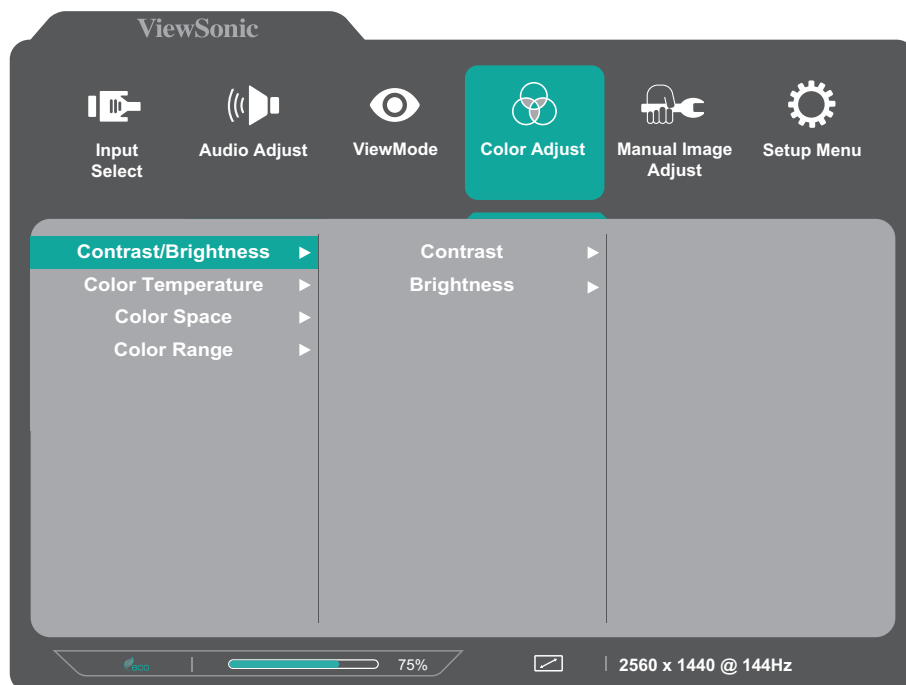 ViewSonic
Input Select
Audio Adjust
ViewMode
Color Adjust
Manual Image Adjust
Setup Menu
Contrast/Brightness
Color Temperature
Color Space
Color Range
Contrast
Brightness
eco
75%
2560 x 1440 @ 144Hz